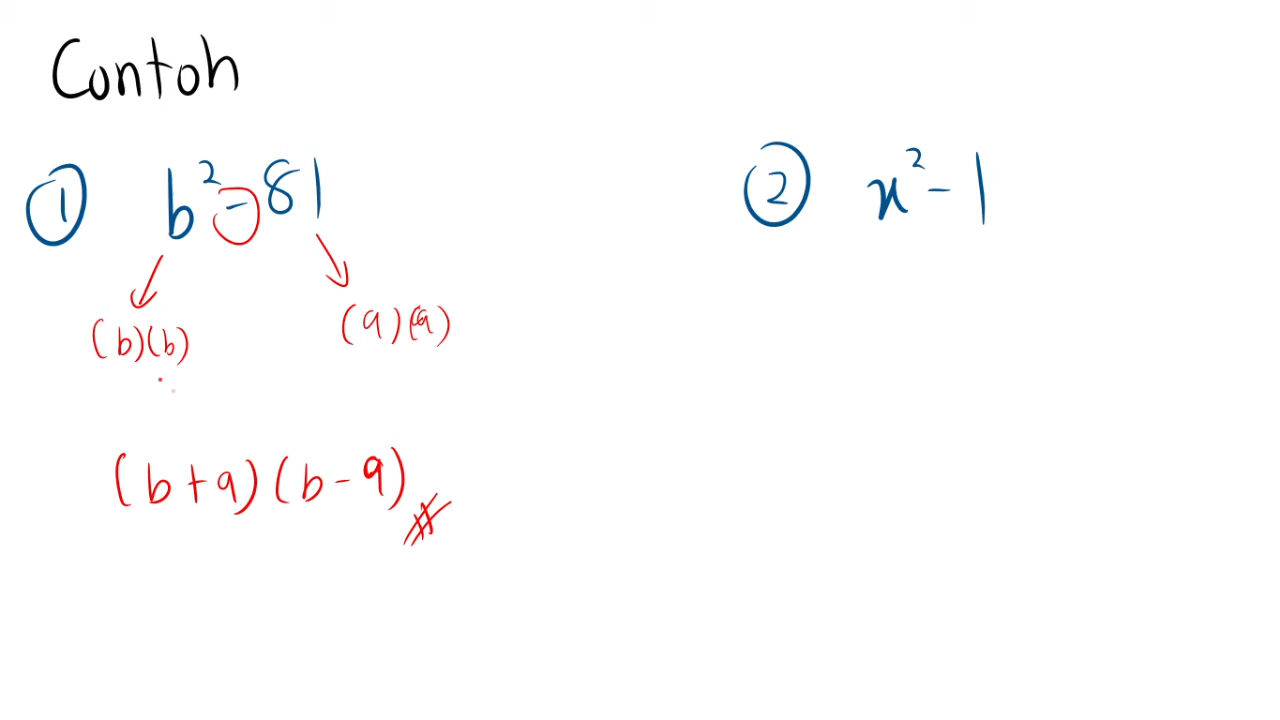 Contoh
① b² - 81
(b)(b) (9)(9)
(b + 9)(b - 9)
② x² - 1